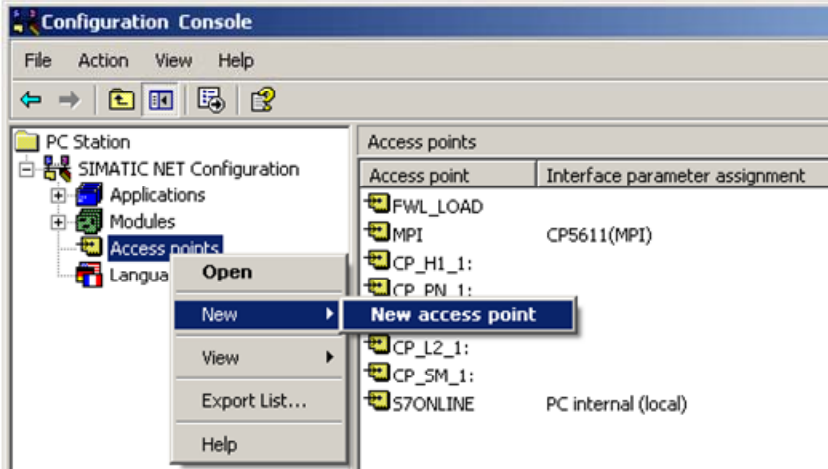 Configuration Console
File Action View Help
PC Station
SIMATIC NET Configuration
Applications
Modules
Access points
Langua
Open
New
View
Export List...
Help
New access point
Access points
Access point Interface parameter assignment
FWL_LOAD
MPI CP5611(MPI)
CP_H1_1:
CP_PN_1:
CP_L2_1:
CP_SM_1:
S7ONLINE PC internal (local)